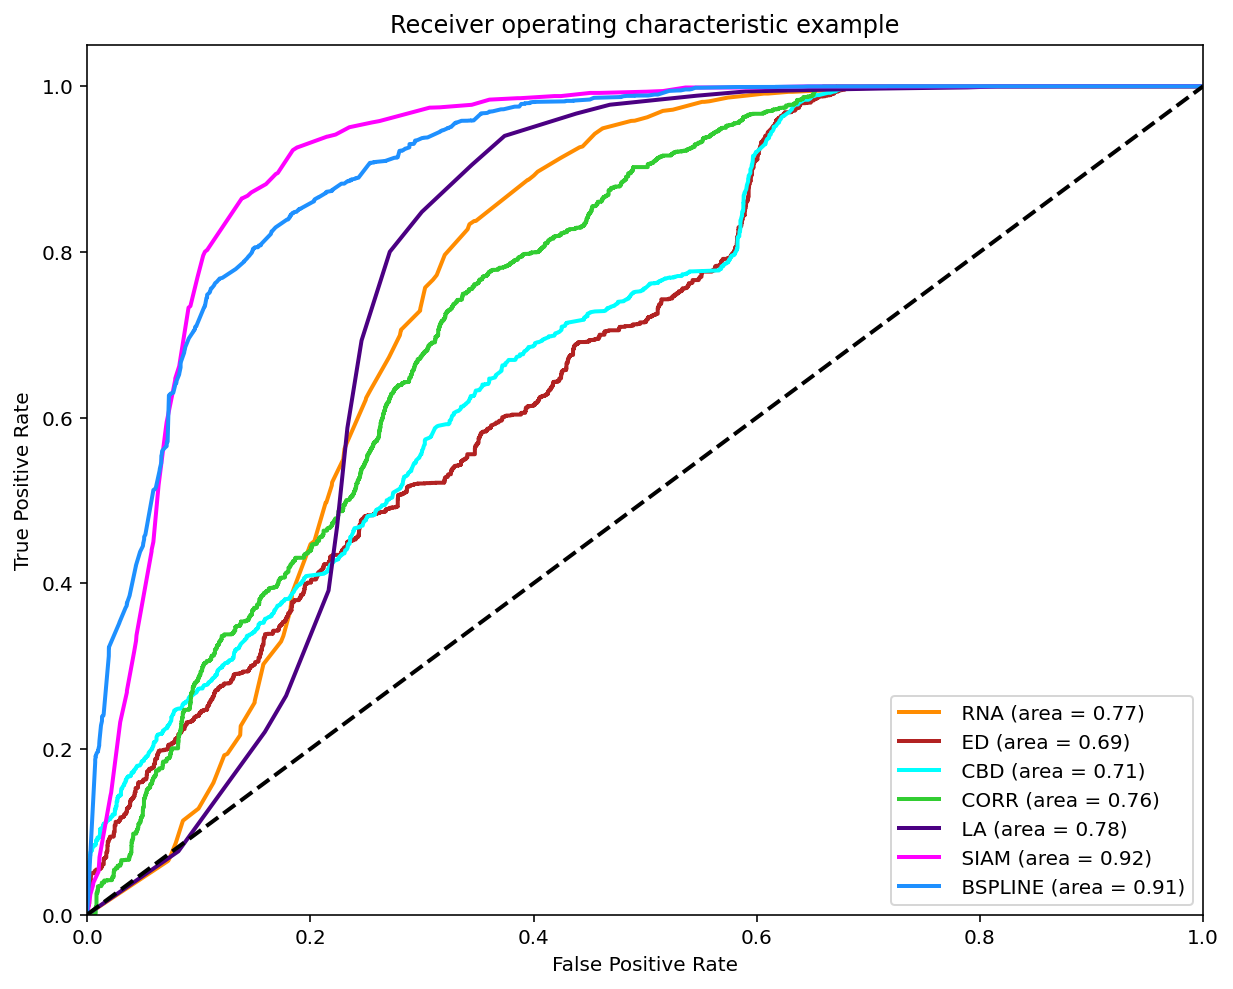 Receiver operating characteristic example
True Positive Rate
1.0
0.8
0.6
0.4
0.2
0.0
RNA (area = 0.77)
ED (area = 0.69)
CBD (area = 0.71)
CORR (area = 0.76)
LA (area = 0.78)
SIAM (area = 0.92)
BSPLINE (area = 0.91)
0.0 0.2 0.4 0.6 0.8 1.0
False Positive Rate